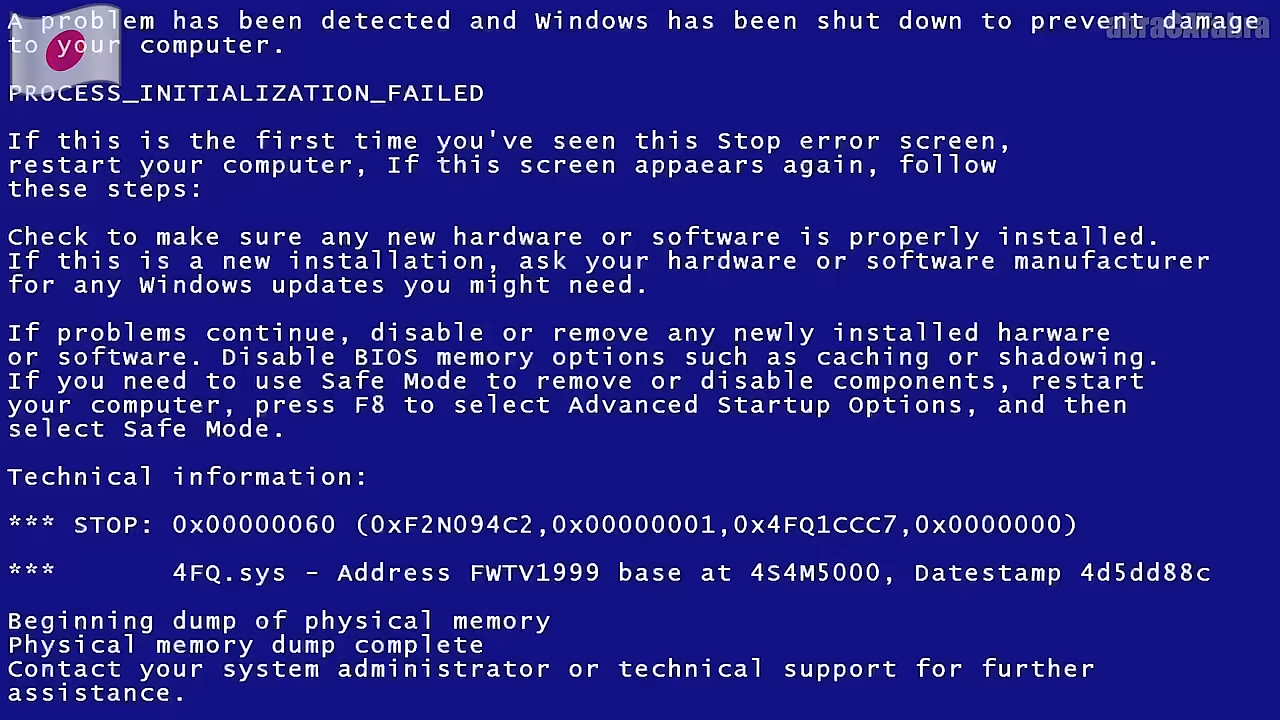 A problem has been detected and Windows has been shut down to prevent damage
to your computer.
PROCESS_INITIALIZATION_FAILED
If this is the first time you've seen this Stop error screen,
restart your computer, If this screen appaears again, follow
these steps:
Check to make sure any new hardware or software is properly installed.
If this is a new installation, ask your hardware or software manufacturer
for any Windows updates you might need.
If problems continue, disable or remove any newly installed harware
or software. Disable BIOS memory options such as caching or shadowing.
If you need to use Safe Mode to remove or disable components, restart
your computer, press F8 to select Advanced Startup Options, and then
select Safe Mode.
Technical information:
*** STOP: 0x00000060 (0xF2N094C2,0x00000001,0x4FQ1CCC7,0x0000000)
*** 4FQ.sys – Address FWTV1999 base at 4S4M5000, Datestamp 4d5dd88c
Beginning dump of physical memory
Physical memory dump complete
Contact your system administrator or technical support for further
assistance.